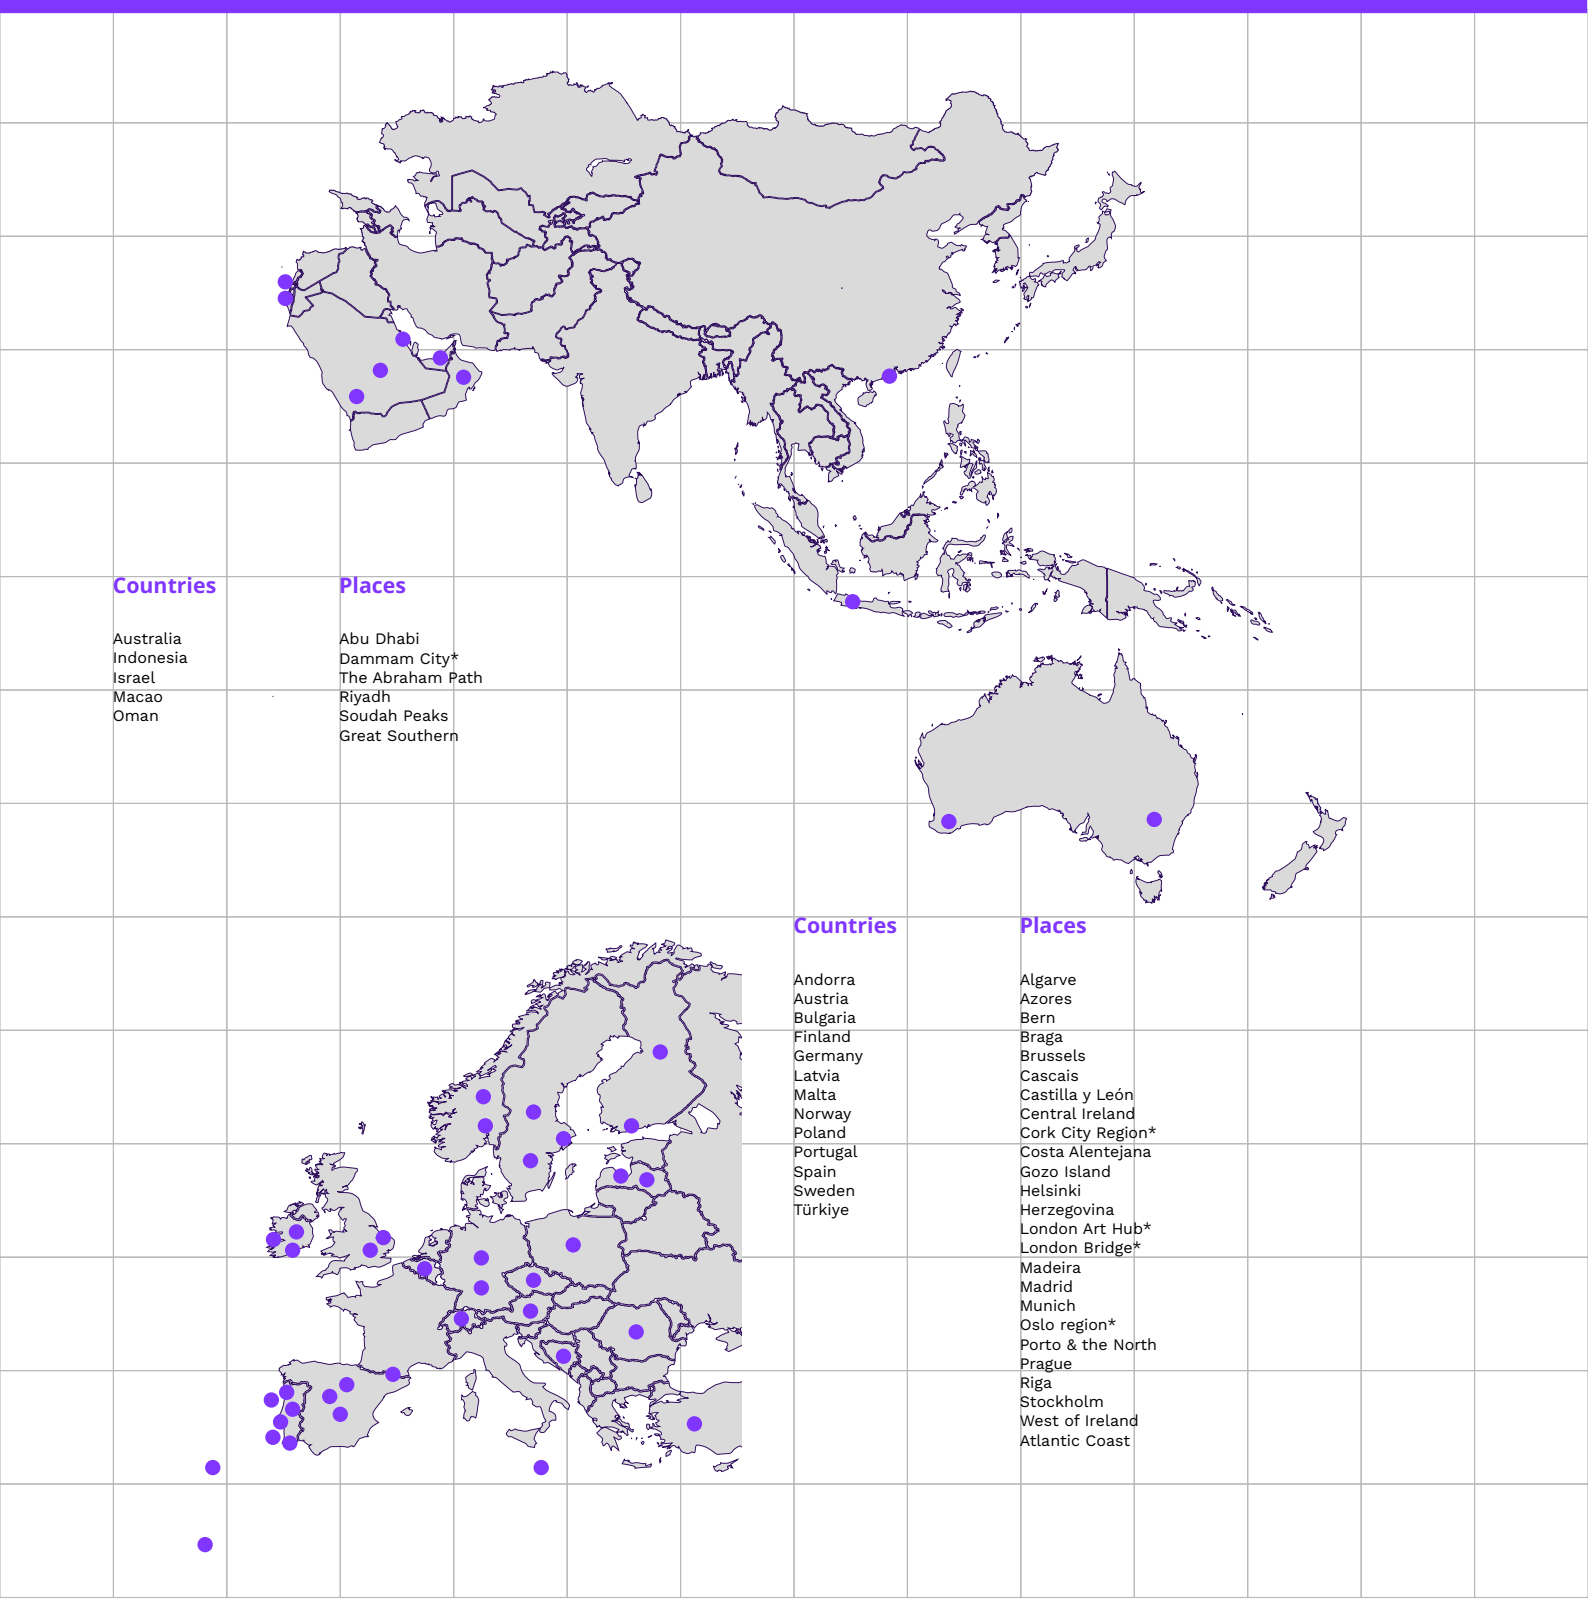 Countries
Australia
Indonesia
Israel
Macao
Oman
Places
Abu Dhabi
Dammam City*
The Abraham Path
Riyadh
Soudah Peaks
Great Southern
Countries
Andorra
Austria
Bulgaria
Finland
Germany
Latvia
Malta
Norway
Poland
Portugal
Spain
Sweden
Türkiye
Places
Algarve
Azores
Bern
Braga
Brussels
Cascais
Castilla y León
Central Ireland
Cork City Region*
Costa Alentejana
Gozo Island
Helsinki
Herzegovina
London Art Hub*
London Bridge*
Madeira
Madrid
Munich
Oslo region*
Porto & the North
Prague
Riga
Stockholm
West of Ireland
Atlantic Coast